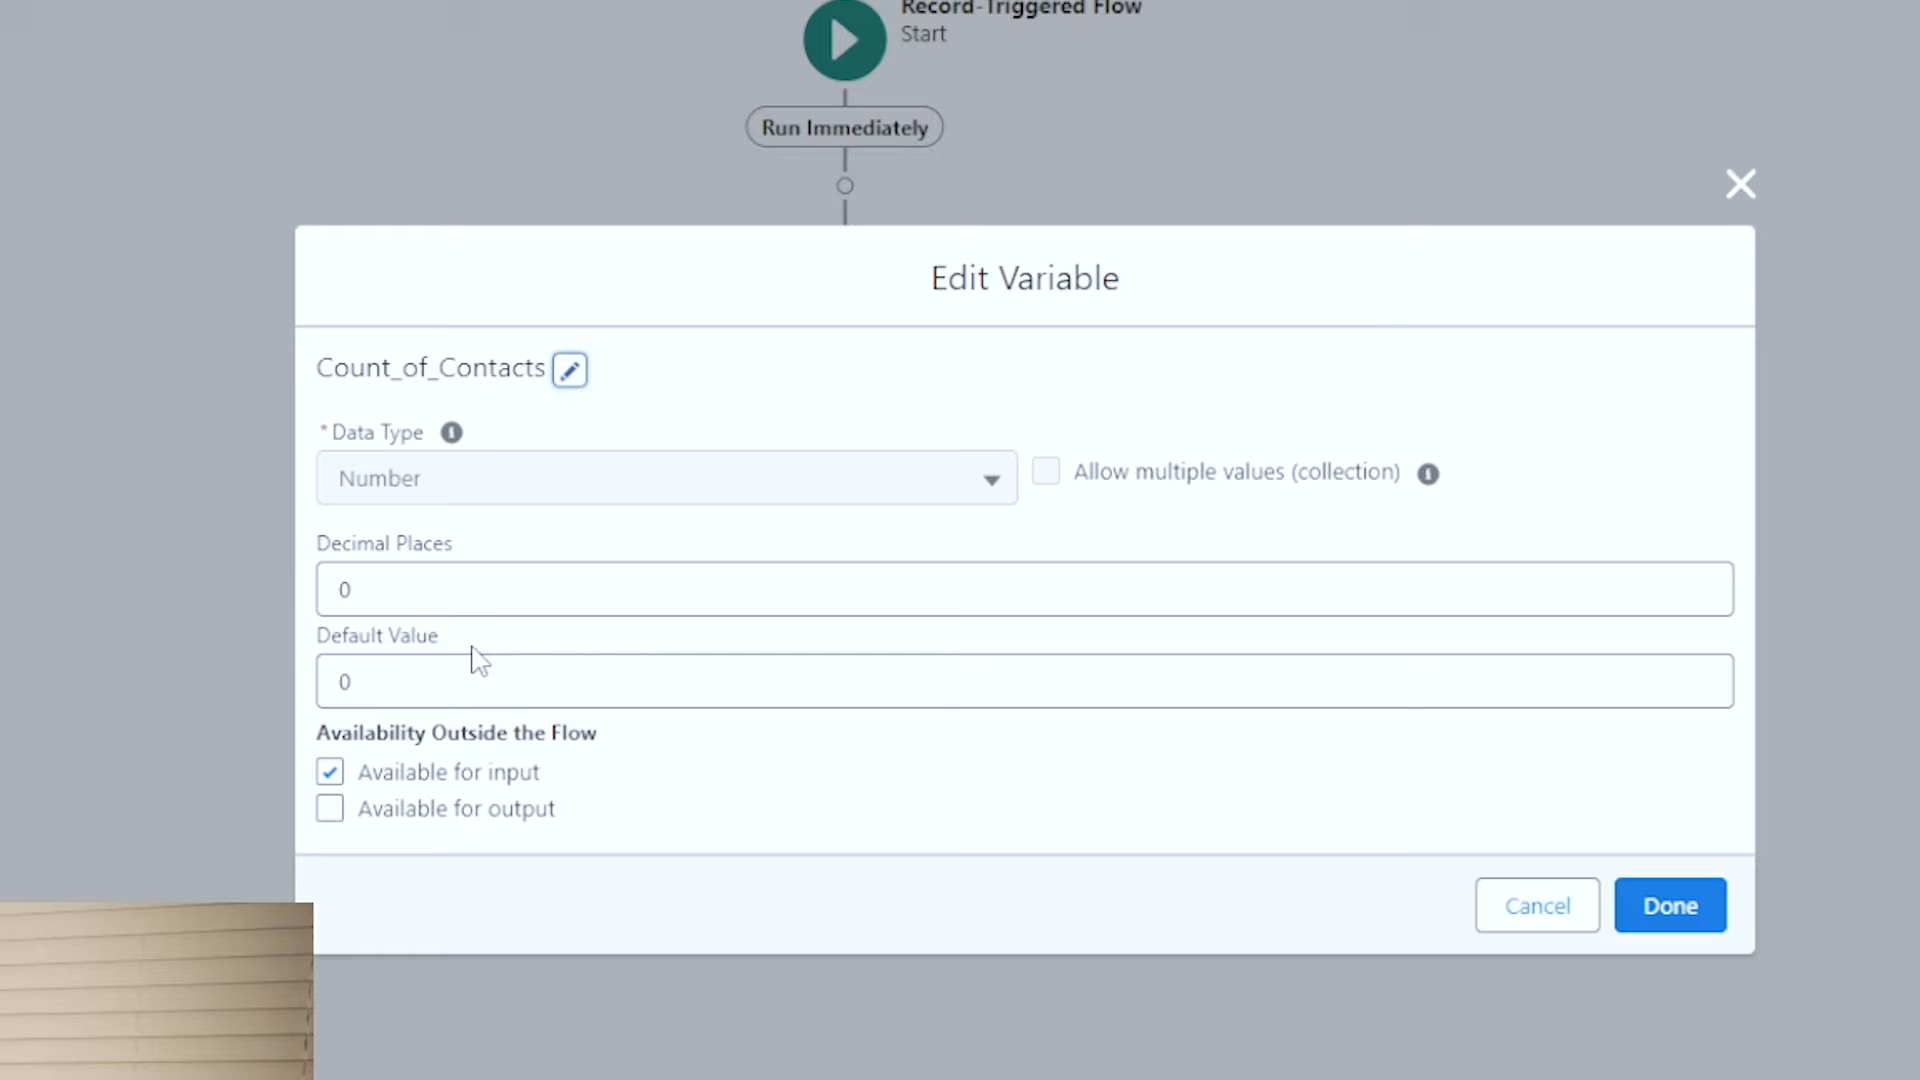 Record-Triggered Flow
Start
Run Immediately
Edit Variable
Count_of_Contacts
* Data Type
Number
Allow multiple values (collection)
Decimal Places
0
Default Value
0
Availability Outside the Flow
Available for input
Available for output
Cancel
Done